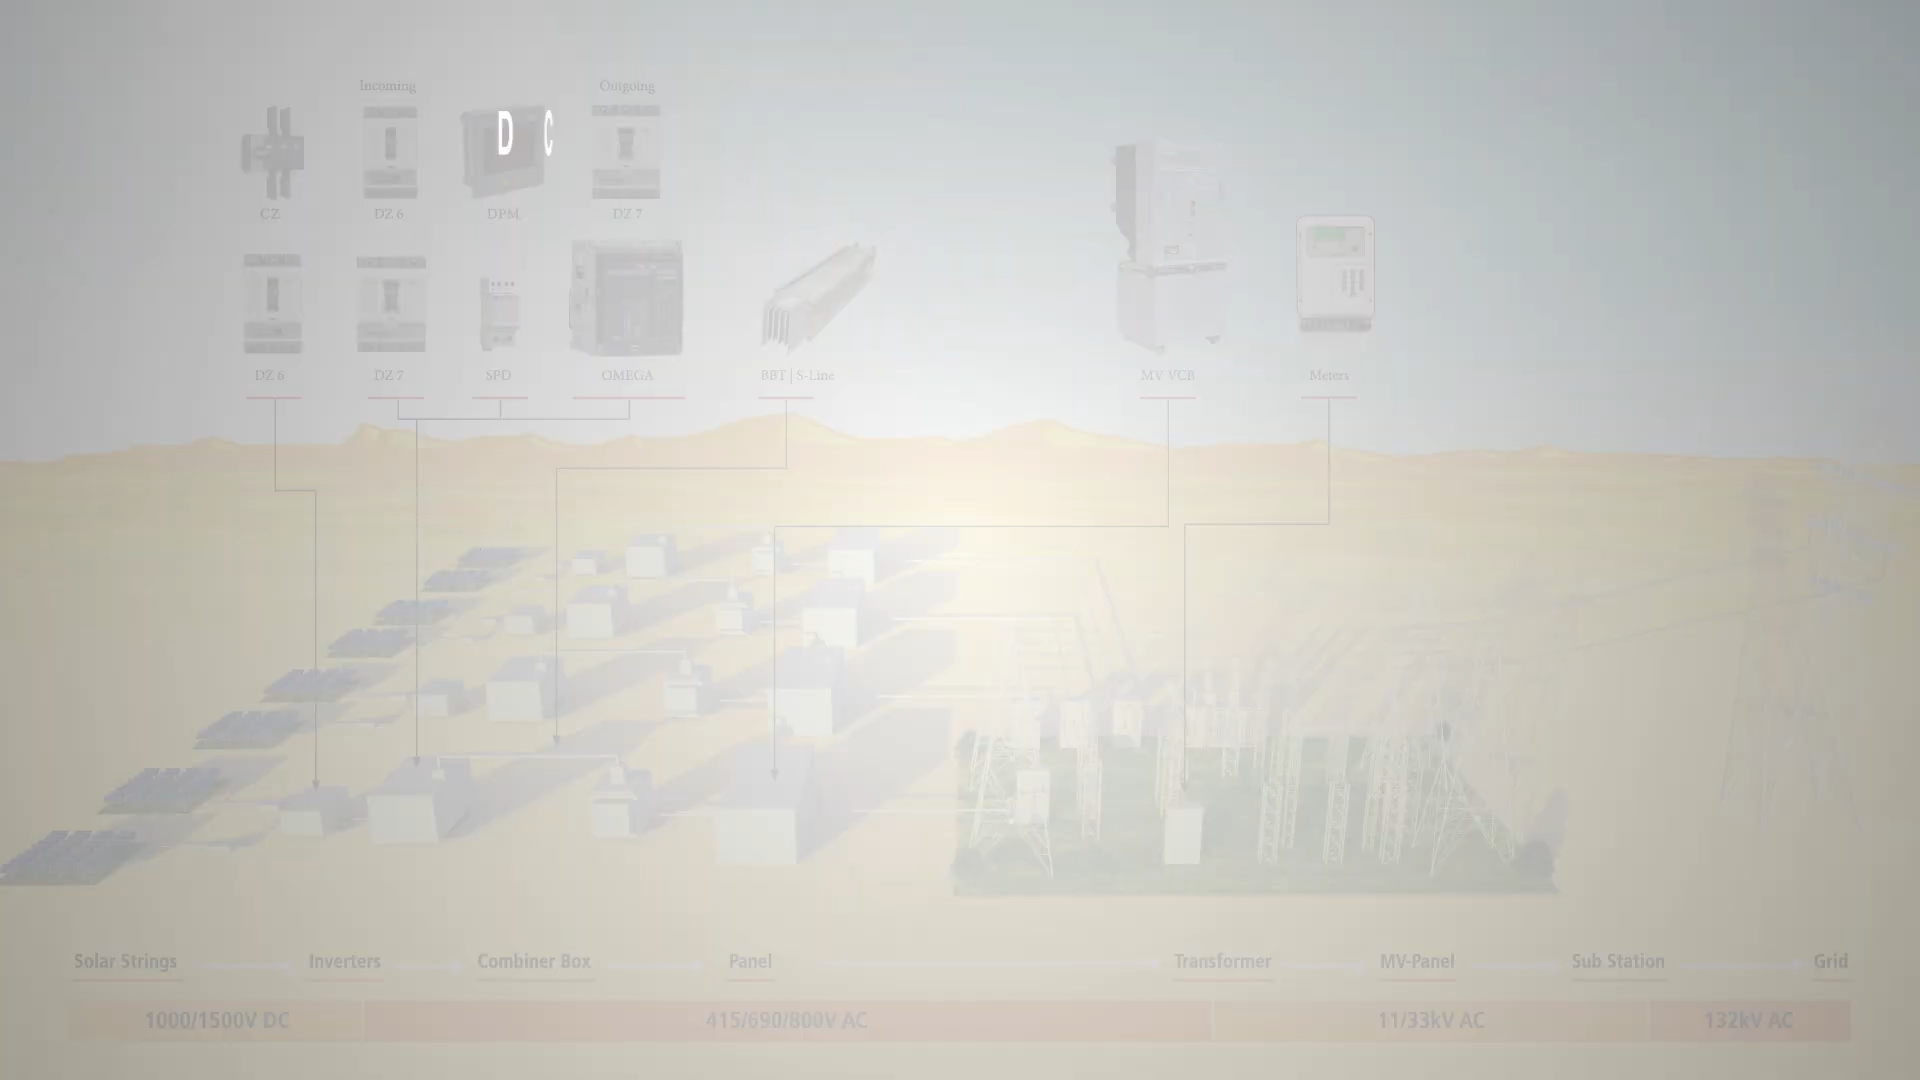 Incoming Outgoing
D C
CZ DZ 6 DPM DZ 7
DZ 6 DZ 7 SPD OMEGA BBT | S-Line MV VCB Meters
Solar Strings Inverters Combiner Box Panel Transformer MV-Panel Sub Station Grid
1000/1500V DC 415/690/800V AC 11/33kV AC 132kV AC